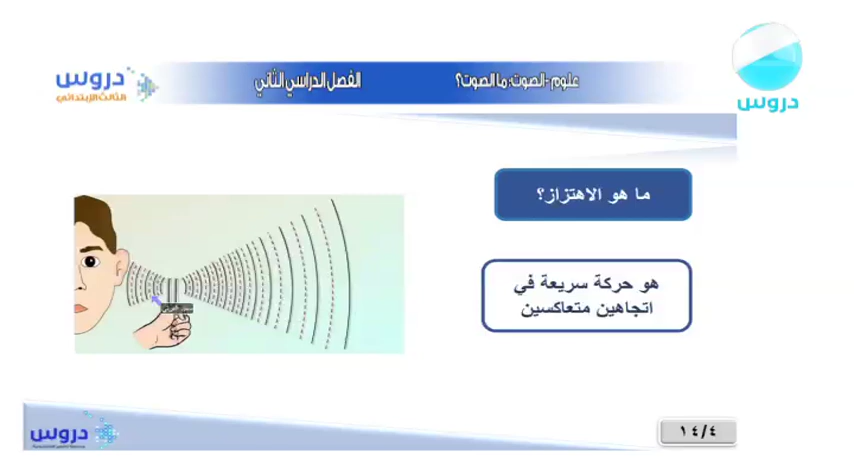 دروس
علوم -الصوت: ما الصوت؟
الفصل الدراسي الثاني
دروس
الثالث الإبتدائي
ما هو الاهتزاز؟
هو حركة سريعة في
اتجاهين متعاكسين
دروس
١٤/٤